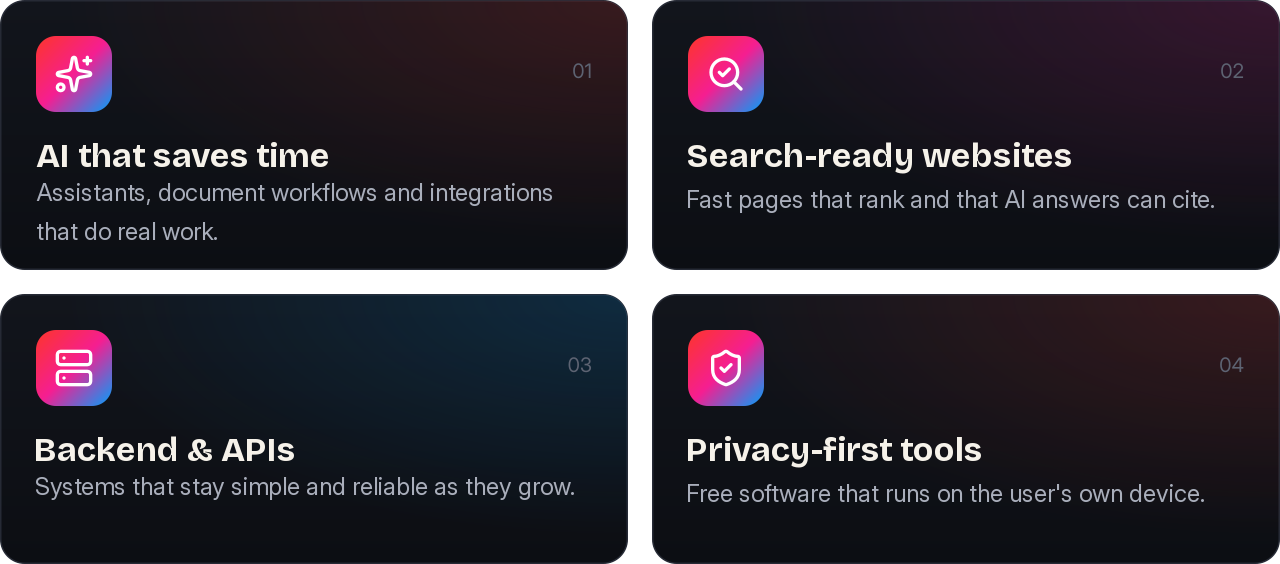 01
AI that saves time
Assistants, document workflows and integrations
that do real work.
02
Search-ready websites
Fast pages that rank and that AI answers can cite.
03
Backend & APIs
Systems that stay simple and reliable as they grow.
04
Privacy-first tools
Free software that runs on the user's own device.